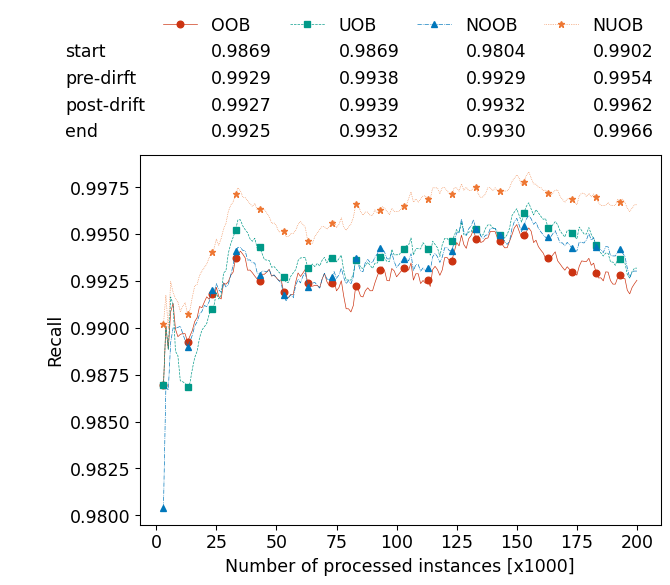 OOB UOB NOOB NUOB
start 0.9869 0.9869 0.9804 0.9902
pre-dirft 0.9929 0.9938 0.9929 0.9954
post-drift 0.9927 0.9939 0.9932 0.9962
end 0.9925 0.9932 0.9930 0.9966
0.9975
0.9950
0.9925
0.9900
0.9875
0.9850
0.9825
0.9800
Recall
0 25 50 75 100 125 150 175 200
Number of processed instances [x1000]